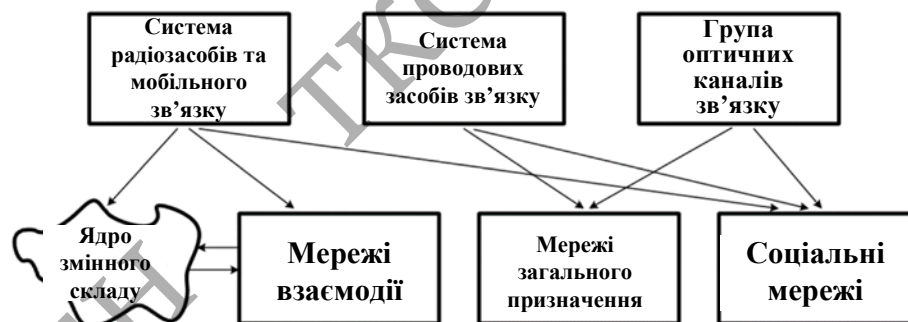 Система
радіозасобів та
мобільного
зв’язку
Система
проводових
засобів зв’язку
Група
оптичних
каналів
зв’язку
Ядро
змінного
складу
Мережі
взаємодії
Мережі
загального
призначення
Соціальні
мережі
ТКС